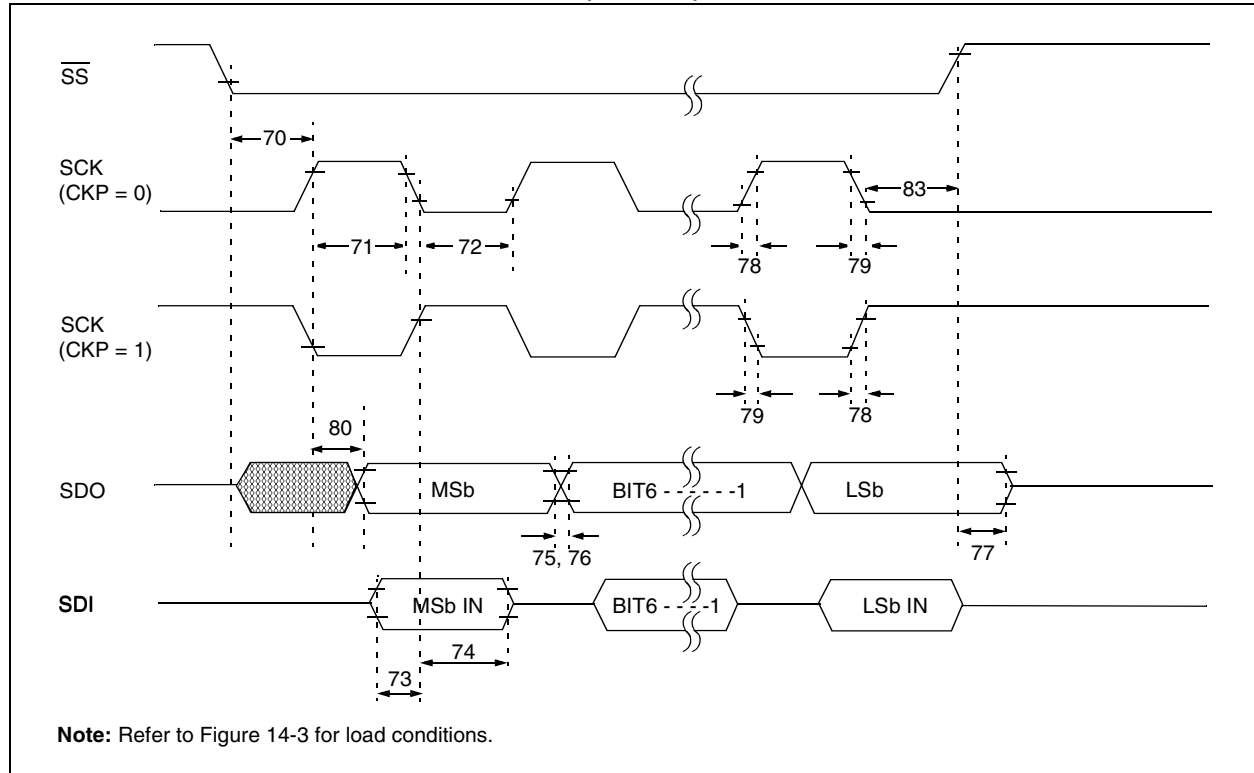 SS
70
SCK
(CKP = 0)
83
71
72
78
79
SCK
(CKP = 1)
79
78
80
SDO
MSb
BIT6 - - - - - -1
LSb
75, 76
77
SDI
MSb IN
BIT6 - - - - -1
LSb IN
74
73
Note: Refer to Figure 14-3 for load conditions.